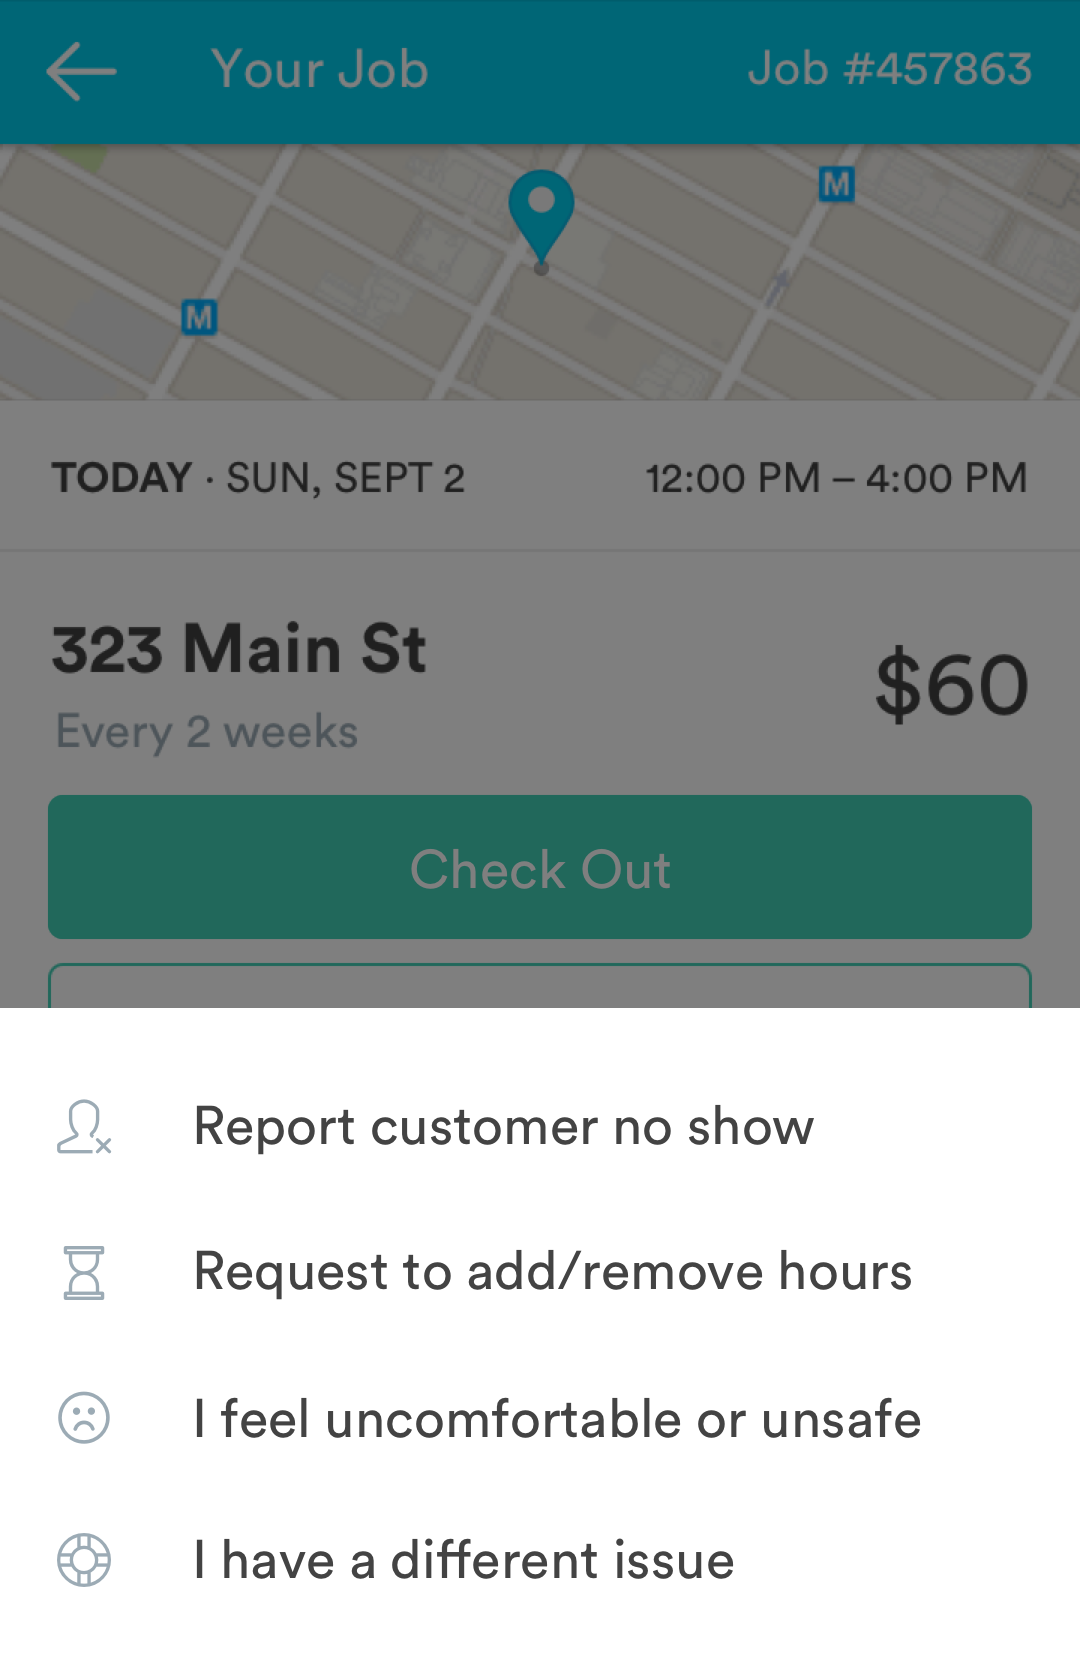 Your Job
Job #457863
M
M
TODAY · SUN, SEPT 2
12:00 PM – 4:00 PM
323 Main St
$60
Every 2 weeks
Check Out
Report customer no show
Request to add/remove hours
I feel uncomfortable or unsafe
I have a different issue